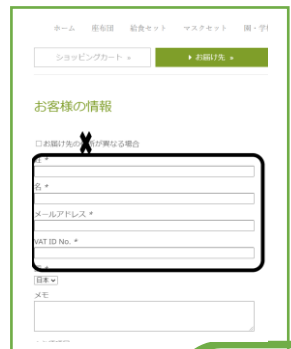 ホーム 座布団 給食セット マスクセット 園・学
ショッピングカート » ▸ お届け先 »
お客様の情報
□お届け先の が異なる場合
名 *
メールアドレス *
VAT ID No. *
日本
メモ